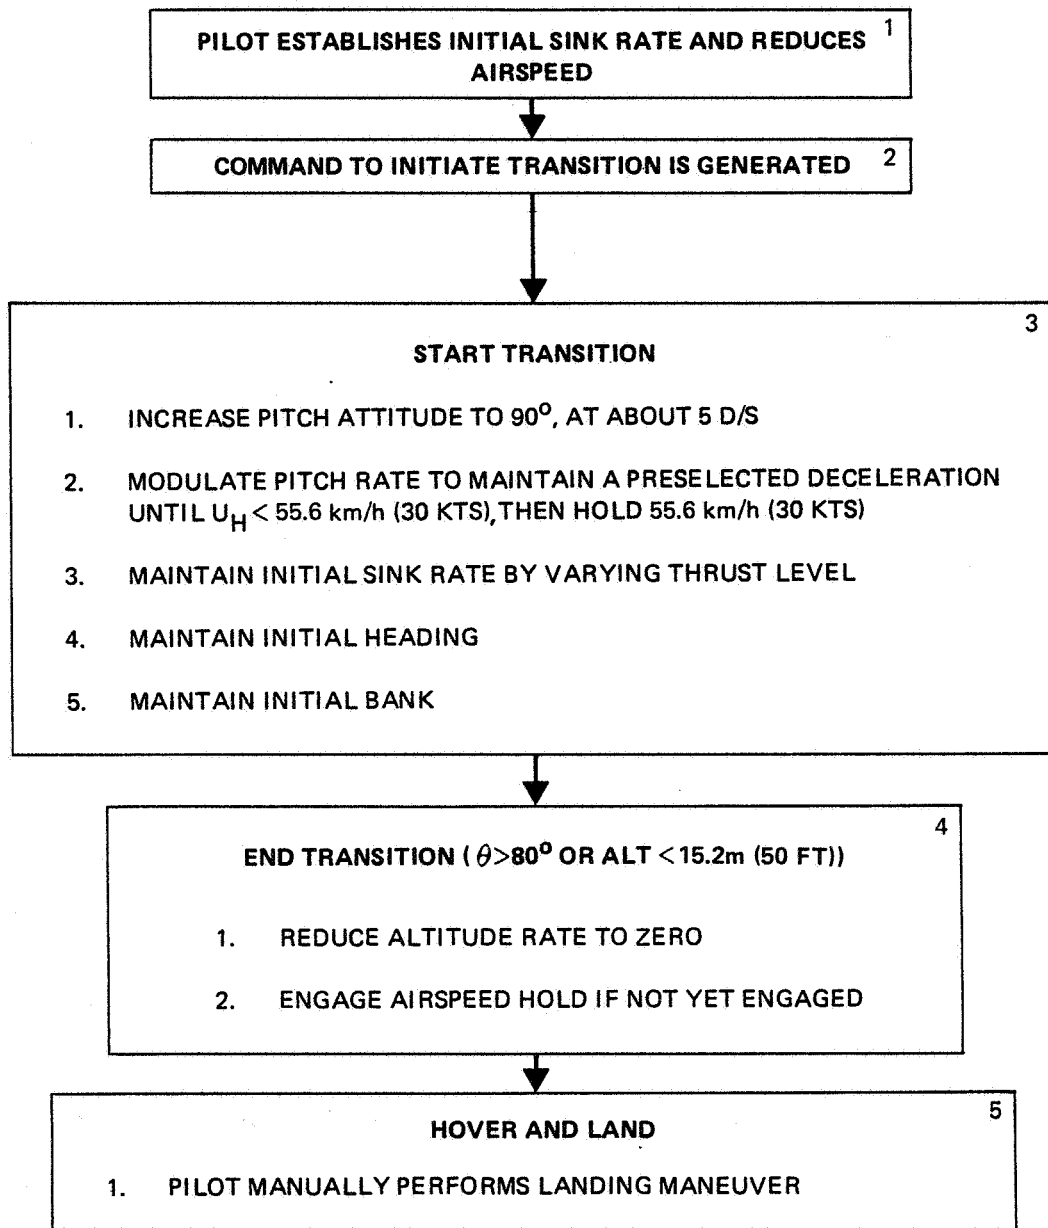 PILOT ESTABLISHES INITIAL SINK RATE AND REDUCES 1
AIRSPEED
COMMAND TO INITIATE TRANSITION IS GENERATED 2
3
START TRANSITION
1. INCREASE PITCH ATTITUDE TO 90°, AT ABOUT 5 D/S
2. MODULATE PITCH RATE TO MAINTAIN A PRESELECTED DECELERATION
UNTIL U_H < 55.6 km/h (30 KTS), THEN HOLD 55.6 km/h (30 KTS)
3. MAINTAIN INITIAL SINK RATE BY VARYING THRUST LEVEL
4. MAINTAIN INITIAL HEADING
5. MAINTAIN INITIAL BANK
4
END TRANSITION (θ>80° OR ALT <15.2m (50 FT))
1. REDUCE ALTITUDE RATE TO ZERO
2. ENGAGE AIRSPEED HOLD IF NOT YET ENGAGED
5
HOVER AND LAND
1. PILOT MANUALLY PERFORMS LANDING MANEUVER